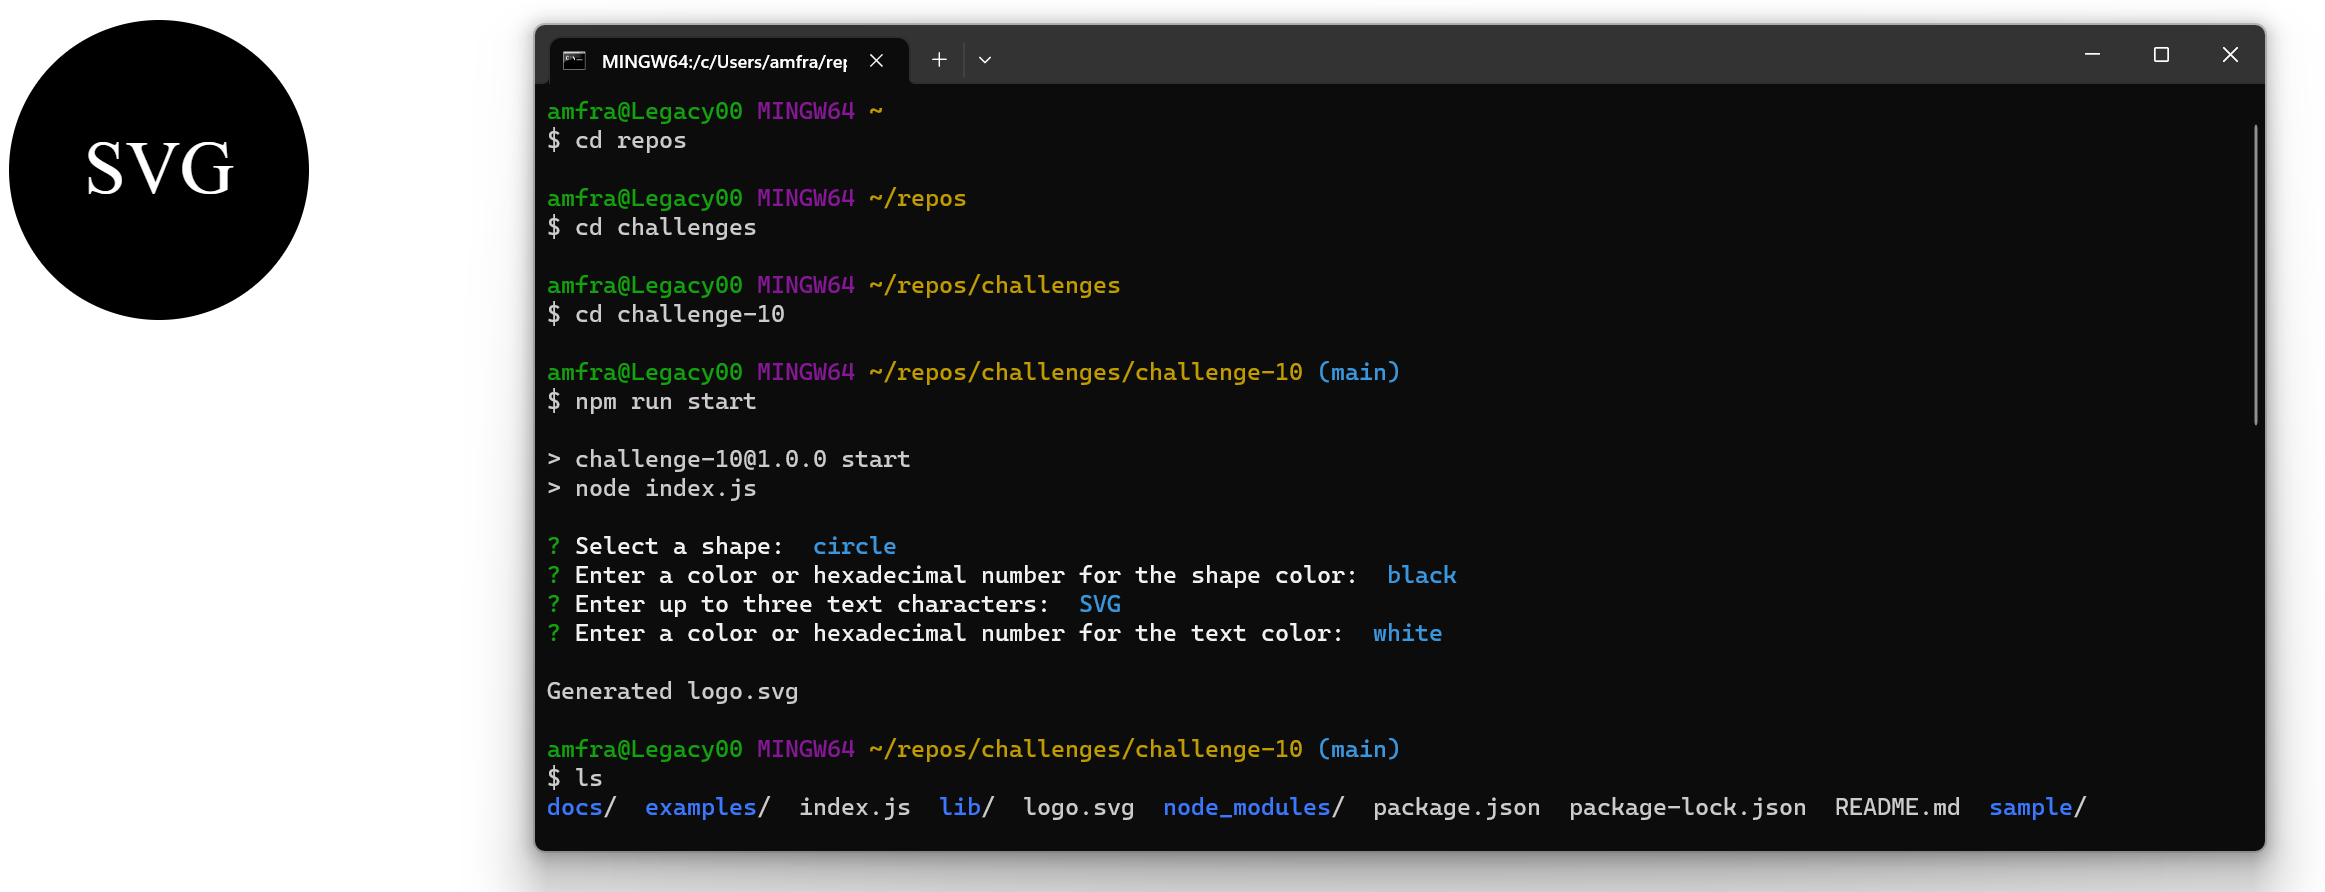 SVG
MINGW64:/c/Users/amfra/rep
amfra@Legacy00 MINGW64 ~
$ cd repos
amfra@Legacy00 MINGW64 ~/repos
$ cd challenges
amfra@Legacy00 MINGW64 ~/repos/challenges
$ cd challenge-10
amfra@Legacy00 MINGW64 ~/repos/challenges/challenge-10 (main)
$ npm run start
> challenge-10@1.0.0 start
> node index.js
? Select a shape:  circle
? Enter a color or hexadecimal number for the shape color:  black
? Enter up to three text characters:  SVG
? Enter a color or hexadecimal number for the text color:  white
Generated logo.svg
amfra@Legacy00 MINGW64 ~/repos/challenges/challenge-10 (main)
$ ls
docs/  examples/  index.js  lib/  logo.svg  node_modules/  package.json  package-lock.json  README.md  sample/